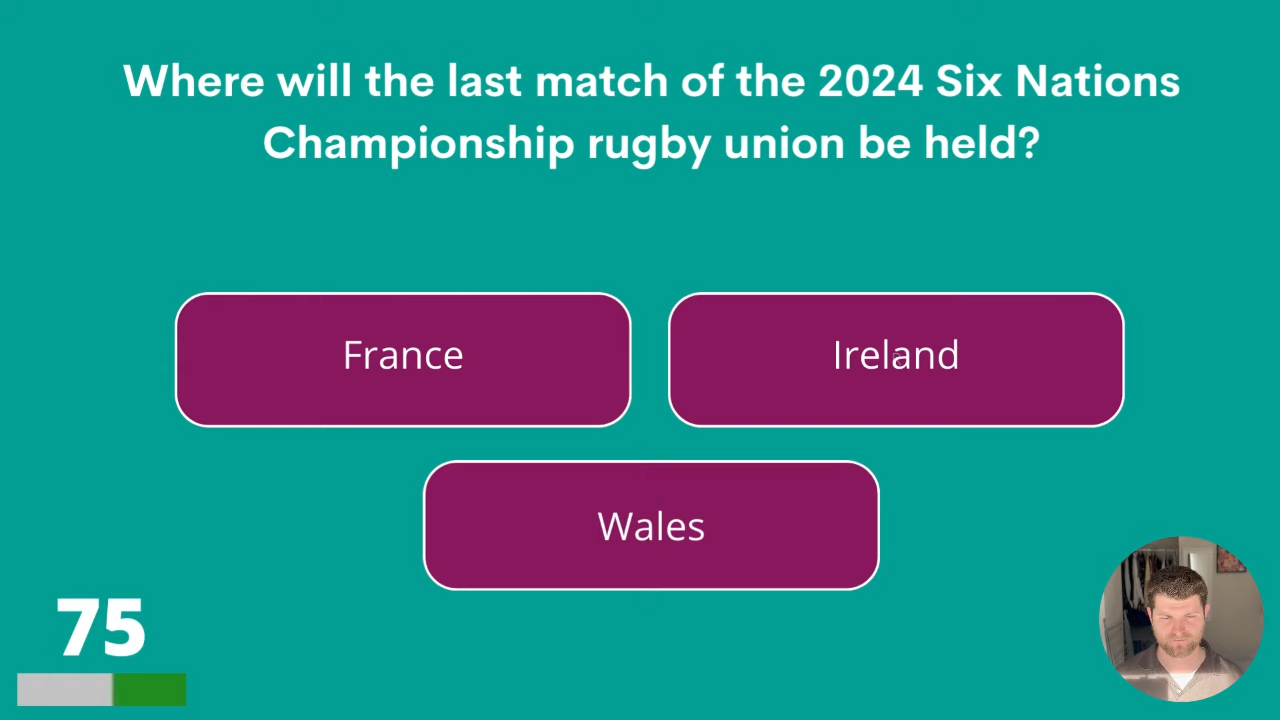 Where will the last match of the 2024 Six Nations
Championship rugby union be held?
France
Ireland
Wales
75